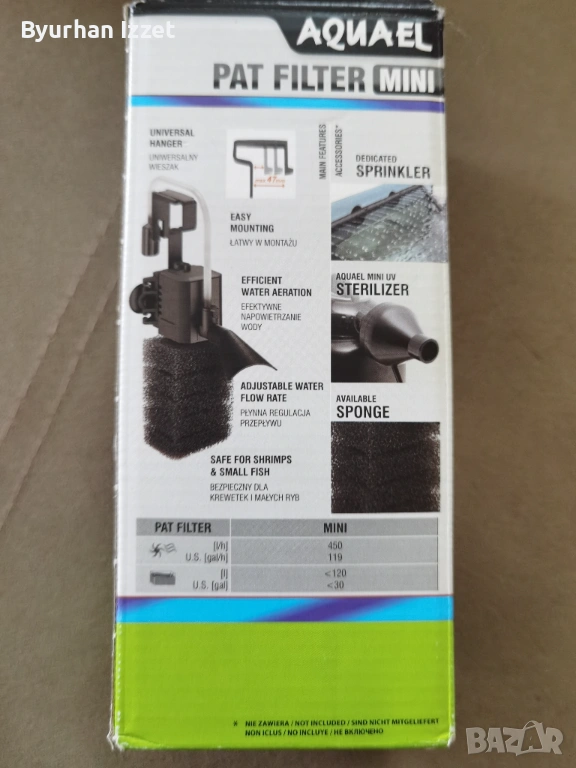 Byurhan Izzet
AQUAEL
PAT FILTER MINI
UNIVERSAL
HANGER
UNIWERSALNY
WIESZAK
EASY
MOUNTING
ŁATWY W MONTAŻU
EFFICIENT
WATER AERATION
EFEKTYWNE
NAPOWIETRZANIE
WODY
ADJUSTABLE WATER
FLOW RATE
PŁYNNA REGULACJA
PRZEPŁYWU
SAFE FOR SHRIMPS
& SMALL FISH
BEZPIECZNY DLA
KREWETEK I MAŁYCH RYB
MAIN FEATURES
ACCESSORIES*
DEDICATED
SPRINKLER
AQUAEL MINI UV
STERILIZER
AVAILABLE
SPONGE
PAT FILTER MINI
[l/h] 450
U.S. [gal/h] 119
[l] <120
U.S. [gal] <30
* NIE ZAWIERA / NOT INCLUDED / SIND NICHT MITGELIEFERT
NON ICLUS / NO INCLUYE / НЕ ВКЛЮЧЕНО
BAZAR